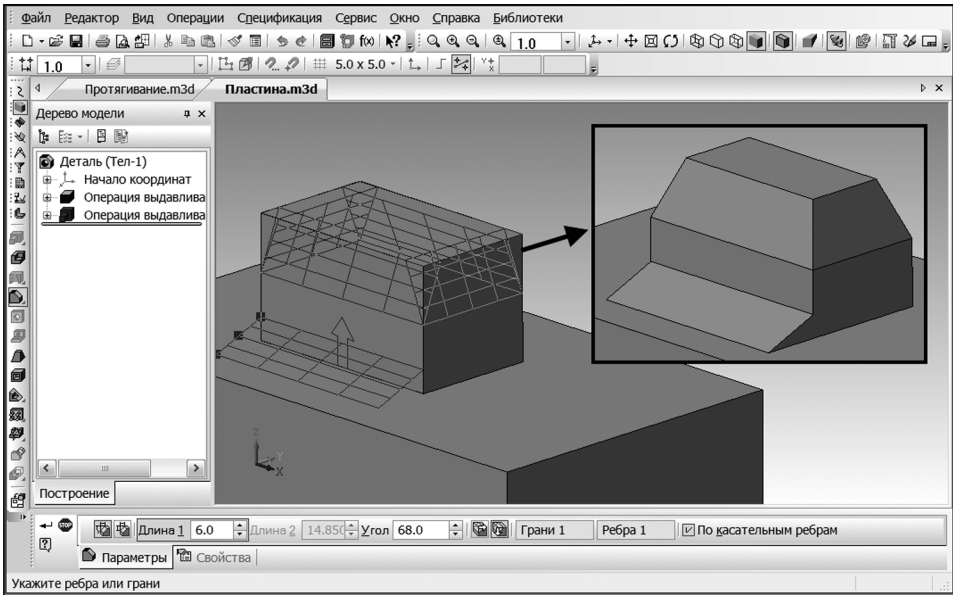 Файл Редактор Вид Операции Спецификация Сервис Окно Справка Библиотеки
f(x) 1.0
1.0 5.0 x 5.0
Протягивание.m3d Пластина.m3d
Дерево модели
Деталь (Тел-1)
Начало координат
Операция выдавлива
Операция выдавлива
Построение
Z Y X
STOP Длина 1 6.0 Длина 2 14.850 Угол 68.0 Грани 1 Ребра 1 По касательным ребрам
Параметры Свойства
Укажите ребра или грани